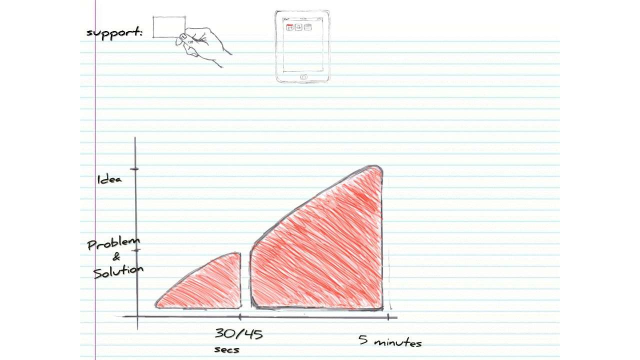 support:
Idea
Problem
&
Solution
30/45
secs
5 minutes